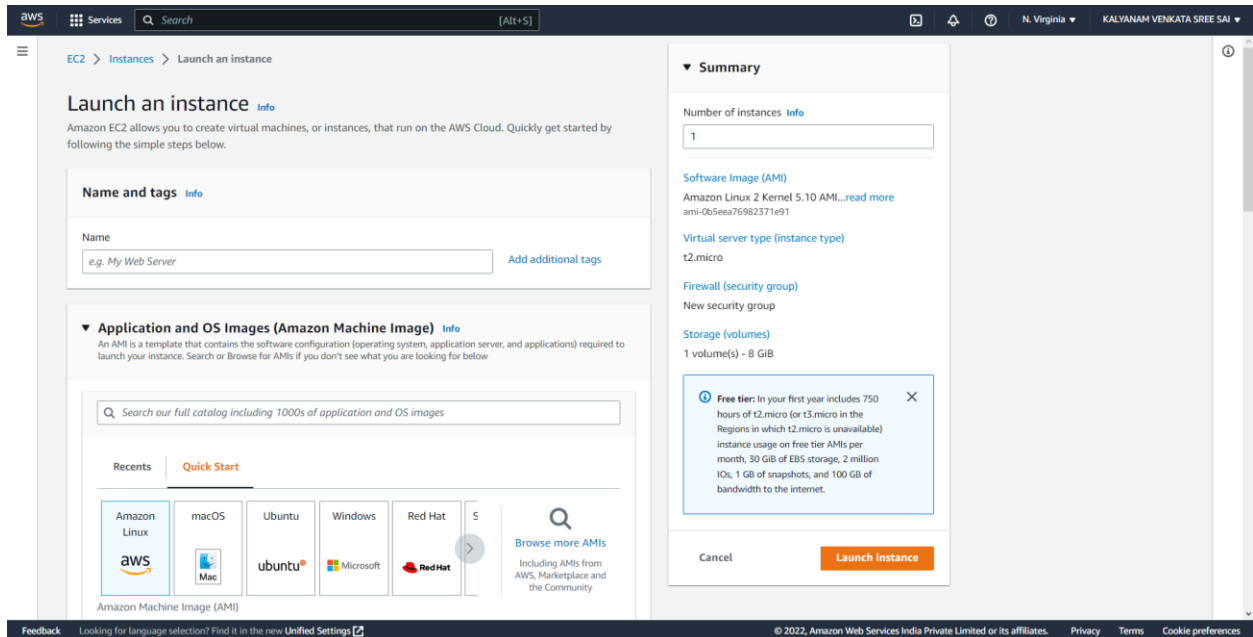 aws
Services
Search
[Alt+S]
N. Virginia
KALYANAM VENKATA SREE SAI
EC2 > Instances > Launch an instance
Launch an instance Info
Amazon EC2 allows you to create virtual machines, or instances, that run on the AWS Cloud. Quickly get started by
following the simple steps below.
Name and tags Info
Name
e.g. My Web Server
Add additional tags
Application and OS Images (Amazon Machine Image) Info
An AMI is a template that contains the software configuration (operating system, application server, and applications) required to
launch your instance. Search or Browse for AMIs if you don't see what you are looking for below
Search our full catalog including 1000s of application and OS images
Recents
Quick Start
Amazon
Linux
aws
macOS
Mac
Ubuntu
ubuntu®
Windows
Microsoft
Red Hat
Red Hat
S
Browse more AMIs
Including AMIs from
AWS, Marketplace and
the Community
Amazon Machine Image (AMI)
Summary
Number of instances Info
1
Software Image (AMI)
Amazon Linux 2 Kernel 5.10 AMI...read more
ami-0b5eea76982371e91
Virtual server type (instance type)
t2.micro
Firewall (security group)
New security group
Storage (volumes)
1 volume(s) - 8 GiB
Free tier: In your first year includes 750
hours of t2.micro (or t3.micro in the
Regions in which t2.micro is unavailable)
instance usage on free tier AMIs per
month, 30 GiB of EBS storage, 2 million
IOs, 1 GB of snapshots, and 100 GB of
bandwidth to the internet.
Cancel
Launch instance
Feedback
Looking for language selection? Find it in the new Unified Settings
© 2022, Amazon Web Services India Private Limited or its affiliates.
Privacy
Terms
Cookie preferences